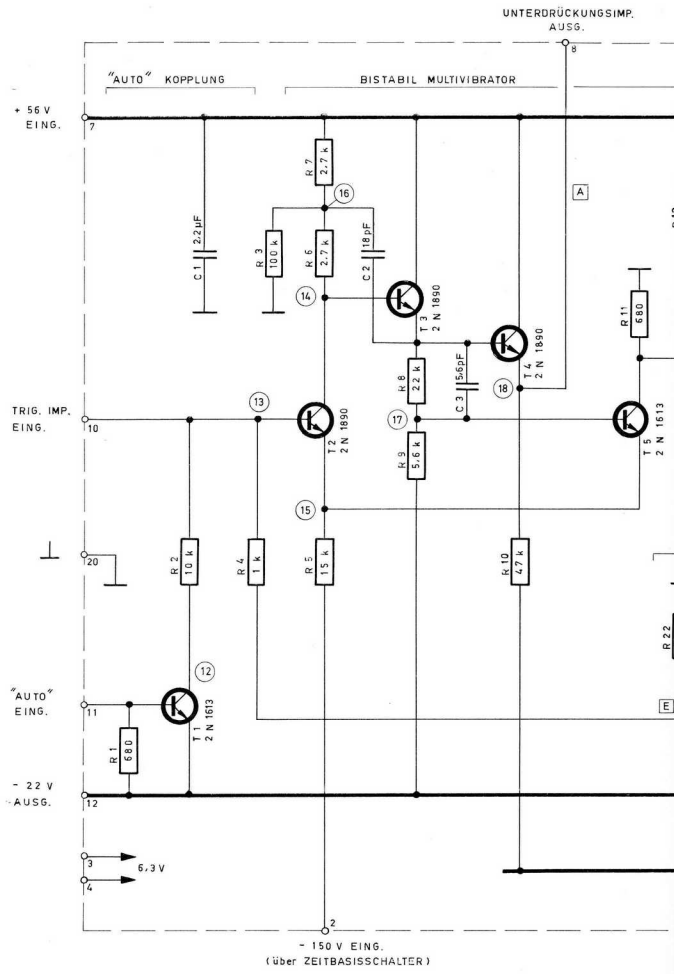 UNTERDRÜCKUNGSIMP.
AUSG.
8
"AUTO" KOPPLUNG
BISTABIL MULTIVIBRATOR
+ 56 V
EING.
7
R 7
2,7 k
16
A
C 1
2,2µF
R 3
100 k
R 6
2,7 k
C 2
18pF
14
T 3
2 N 1890
R 11
680
T 4
2 N 1890
R 8
22 k
C 3
5,6pF
18
TRIG. IMP.
EING.
10
13
T 2
2 N 1890
17
T 5
2 N 1613
R 9
5,6 k
15
20
R 2
10 k
R 4
1 k
R 5
15 k
R 10
47 k
R 22
12
"AUTO"
EING.
11
T 1
2 N 1613
E
R 1
680
- 22 V
AUSG.
12
3
4
6,3 V
2
- 150 V EING.
(über ZEITBASISSCHALTER)